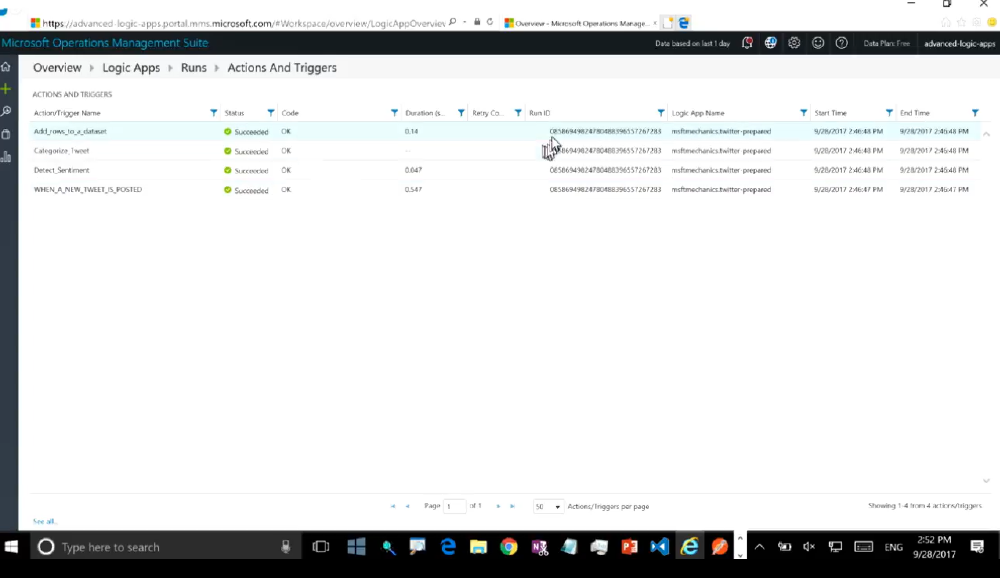 https://advanced-logic-apps.portal.mms.microsoft.com/#Workspace/overview/LogicAppOverview Overview - Microsoft Operations Manage...
Microsoft Operations Management Suite Data based on last 1 day Data Plan: Free advanced-logic-apps
Overview Logic Apps Runs Actions And Triggers
ACTIONS AND TRIGGERS
Action/Trigger Name Status Code Duration (s... Retry Co... Run ID Logic App Name Start Time End Time
Add_rows_to_a_dataset Succeeded OK 0.14 08586949824780488396557267283 msftmechanics.twitter-prepared 9/28/2017 2:46:48 PM 9/28/2017 2:46:48 PM
Categorize_Tweet Succeeded OK -- 86949824780488396557267283 msftmechanics.twitter-prepared 9/28/2017 2:46:48 PM 9/28/2017 2:46:48 PM
Detect_Sentiment Succeeded OK 0.047 08586949824780488396557267283 msftmechanics.twitter-prepared 9/28/2017 2:46:48 PM 9/28/2017 2:46:48 PM
WHEN_A_NEW_TWEET_IS_POSTED Succeeded OK 0.547 08586949824780488396557267283 msftmechanics.twitter-prepared 9/28/2017 2:46:47 PM 9/28/2017 2:46:47 PM
Page 1 of 1 50 Actions/Triggers per page Showing 1-4 from 4 actions/triggers
See all...
Type here to search ENG 2:52 PM
9/28/2017